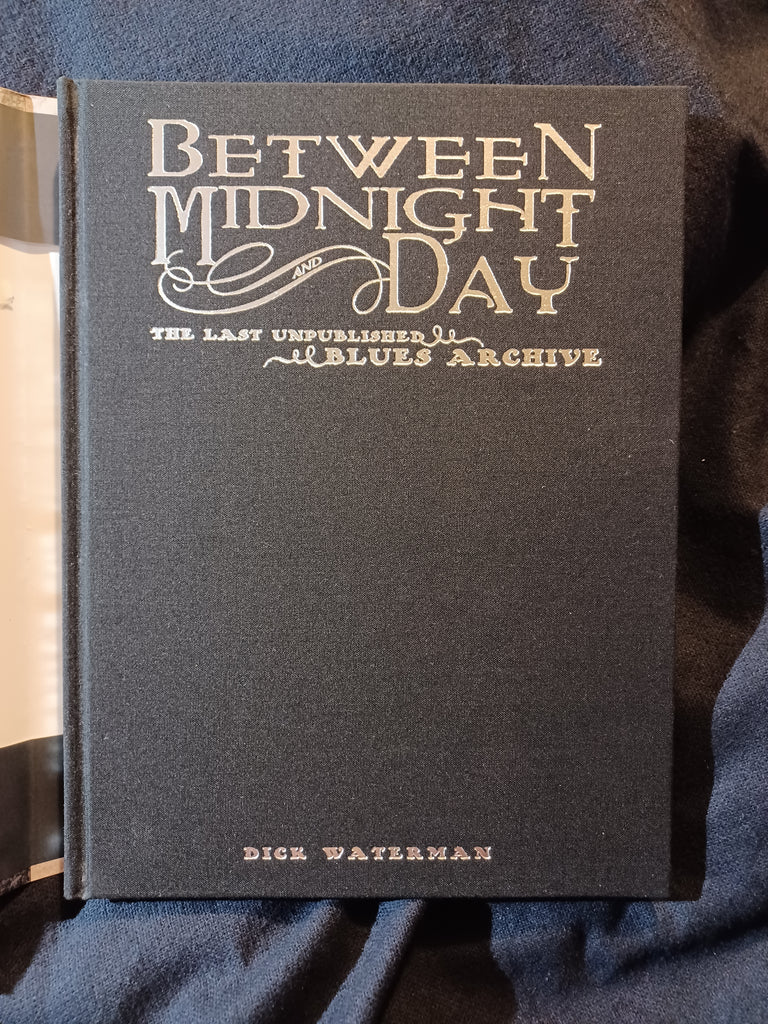 BETWEEN
MIDNIGHT
AND DAY
THE LAST UNPUBLISHED
BLUES ARCHIVE
DICK WATERMAN